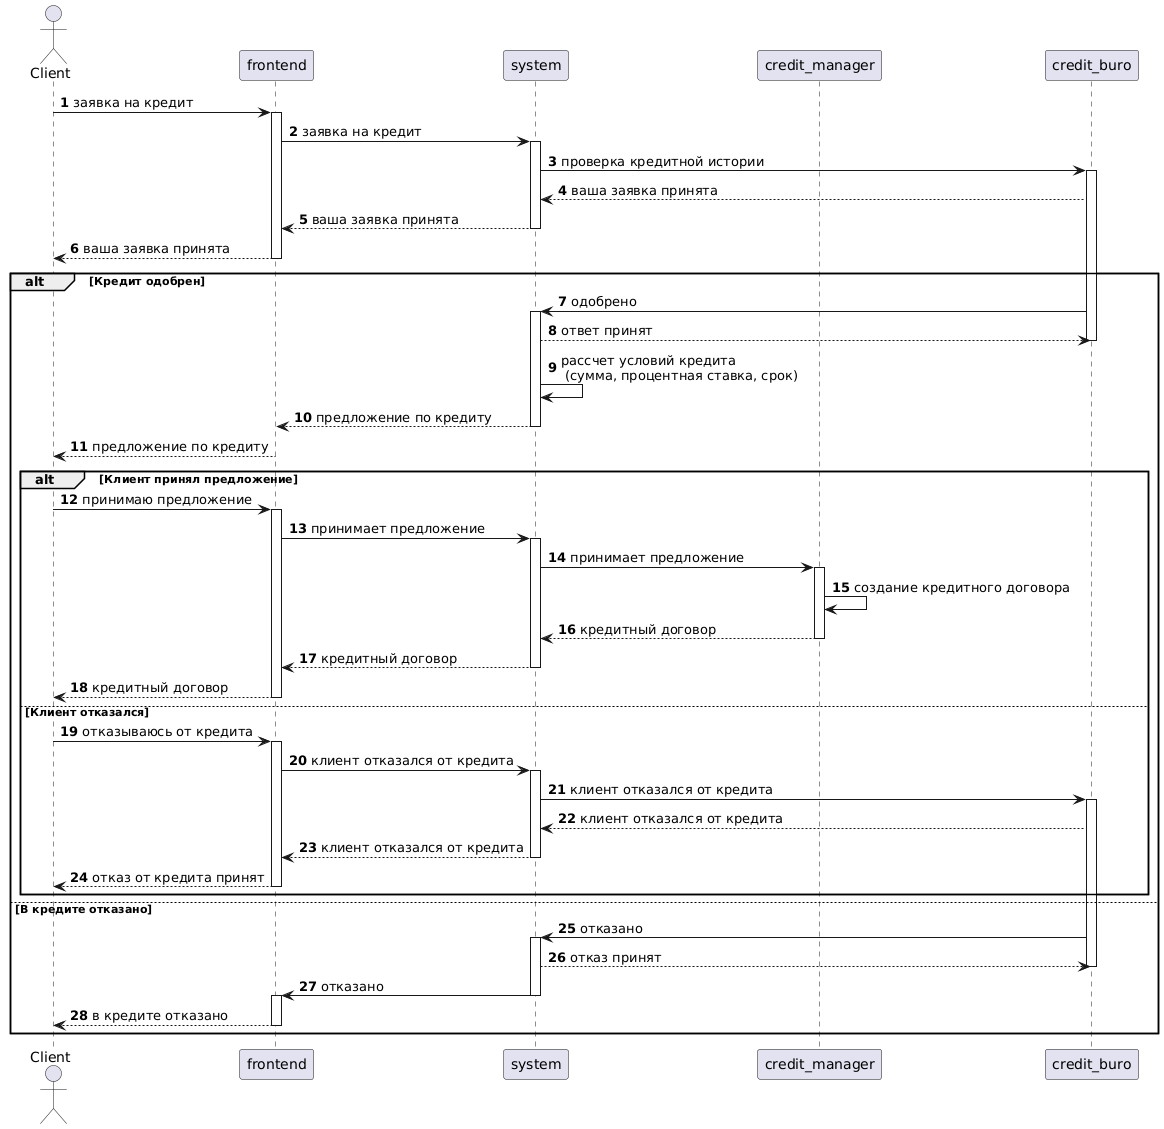 Client
frontend
system
credit_manager
credit_buro
1 заявка на кредит
2 заявка на кредит
3 проверка кредитной истории
4 ваша заявка принята
5 ваша заявка принята
6 ваша заявка принята
alt [Кредит одобрен]
7 одобрено
8 ответ принят
9 рассчет условий кредита
(сумма, процентная ставка, срок)
10 предложение по кредиту
11 предложение по кредиту
alt [Клиент принял предложение]
12 принимаю предложение
13 принимает предложение
14 принимает предложение
15 создание кредитного договора
16 кредитный договор
17 кредитный договор
18 кредитный договор
[Клиент отказался]
19 отказываюсь от кредита
20 клиент отказался от кредита
21 клиент отказался от кредита
22 клиент отказался от кредита
23 клиент отказался от кредита
24 отказ от кредита принят
[В кредите отказано]
25 отказано
26 отказ принят
27 отказано
28 в кредите отказано
Client
frontend
system
credit_manager
credit_buro